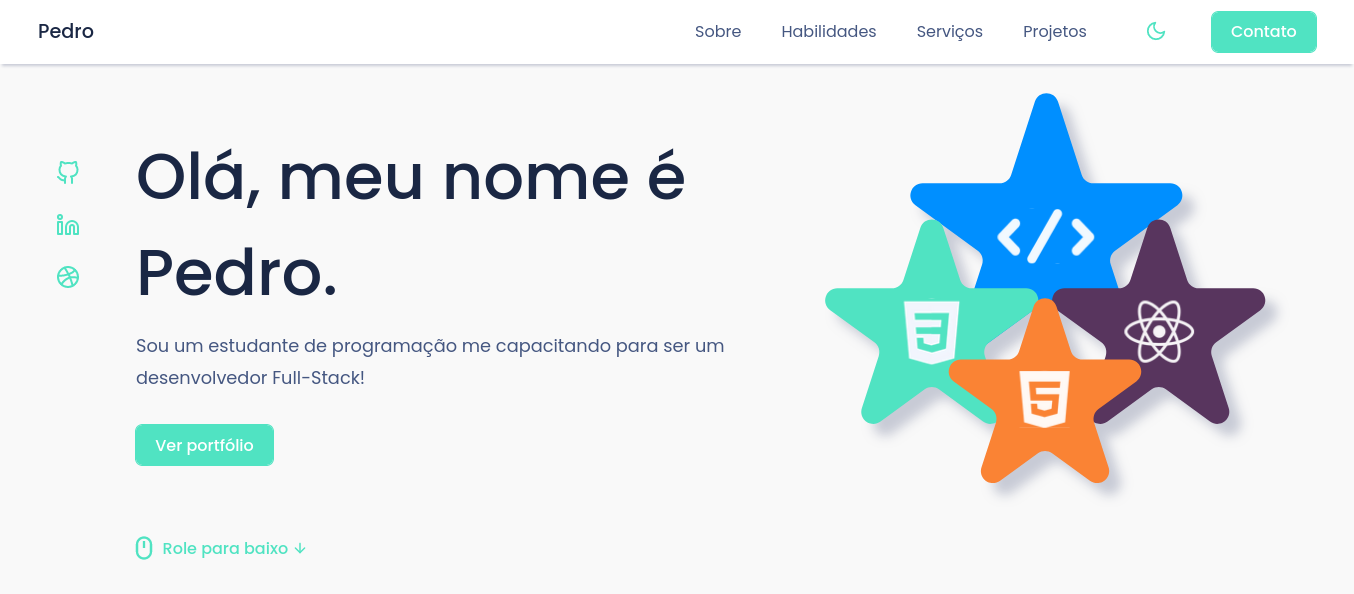 Pedro
Sobre
Habilidades
Serviços
Projetos
Contato
Olá, meu nome é
Pedro.
Sou um estudante de programação me capacitando para ser um
desenvolvedor Full-Stack!
Ver portfólio
Role para baixo ↓